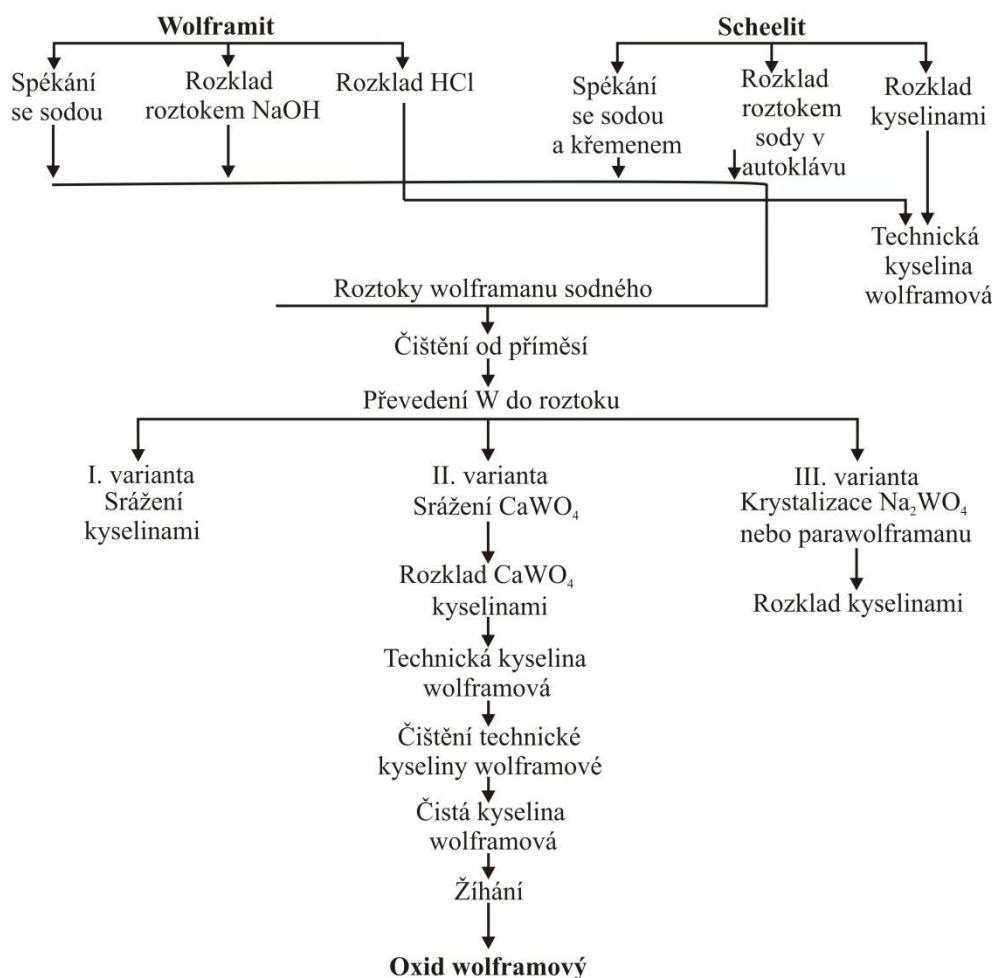 Wolframit
Scheelit
Spékání
se sodou
Rozklad
roztokem NaOH
Rozklad HCl
Spékání
se sodou
a křemenem
Rozklad
roztokem
sody v
autoklávu
Rozklad
kyselinami
Technická
kyselina
wolframová
Roztoky wolframanu sodného
Čištění od příměsí
Převedení W do roztoku
I. varianta
Srážení
kyselinami
II. varianta
Srážení CaWO₄
III. varianta
Krystalizace Na₂WO₄
nebo parawolframanu
Rozklad CaWO₄
kyselinami
Rozklad kyselinami
Technická kyselina
wolframová
Čištění technické
kyseliny wolframové
Čistá kyselina
wolframová
Žíhání
Oxid wolframový